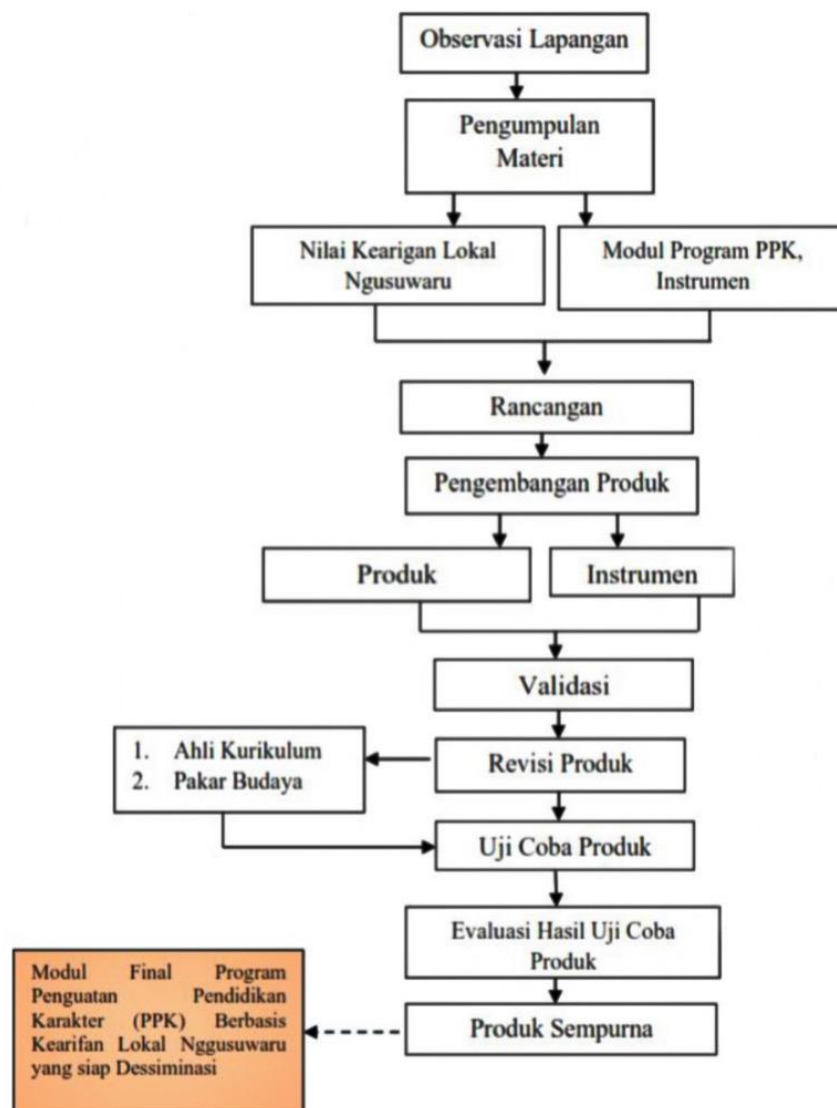 Observasi Lapangan
Pengumpulan
Materi
Nilai Kearigan Lokal
Ngusuwaru
Modul Program PPK,
Instrumen
Rancangan
Pengembangan Produk
Produk
Instrumen
Validasi
1. Ahli Kurikulum
2. Pakar Budaya
Revisi Produk
Uji Coba Produk
Evaluasi Hasil Uji Coba
Produk
Modul Final Program
Penguatan Pendidikan
Karakter (PPK) Berbasis
Kearifan Lokal Nggusuwaru
yang siap Dessiminasi
Produk Sempurna